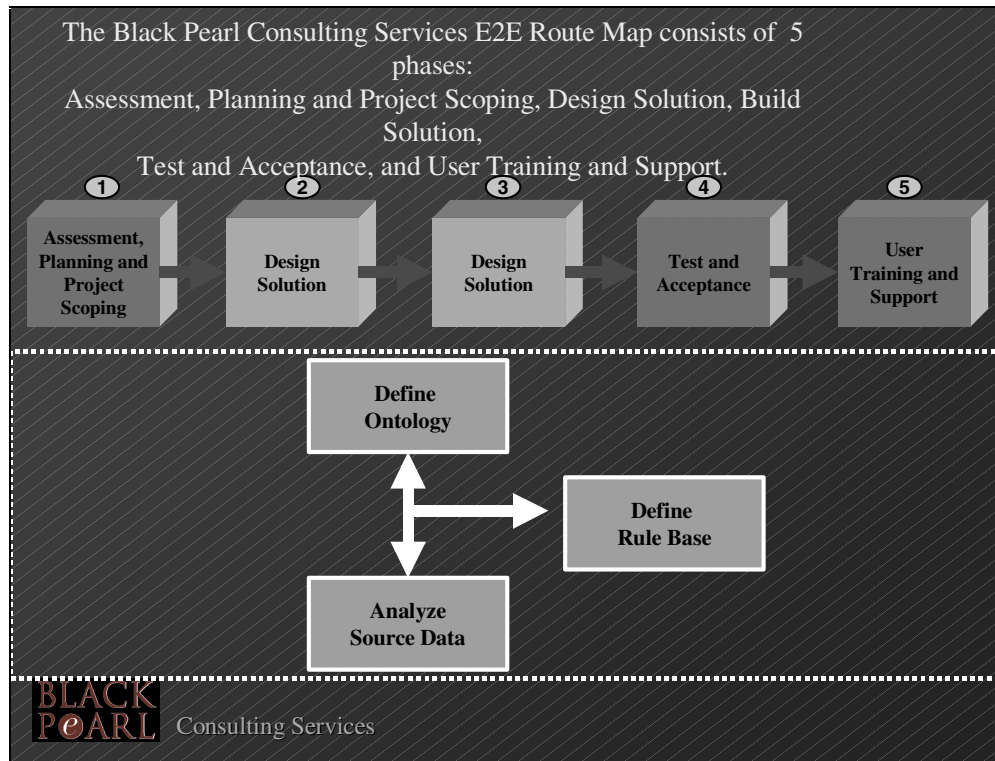 The Black Pearl Consulting Services E2E Route Map consists of  5
phases:
Assessment, Planning and Project Scoping, Design Solution, Build
Solution,
Test and Acceptance, and User Training and Support.
1
2
3
4
5
Assessment,
Planning and
Project
Scoping
Design
Solution
Design
Solution
Test and
Acceptance
User
Training and
Support
Define
Ontology
Define
Rule Base
Analyze
Source Data
BLACK
PeARL
Consulting Services